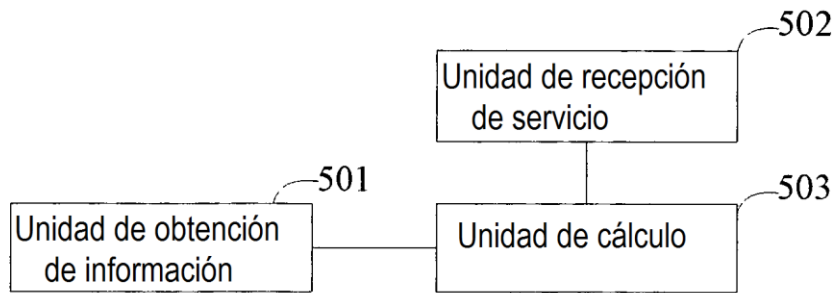 502
Unidad de recepción
de servicio
501
503
Unidad de obtención
de información
Unidad de cálculo